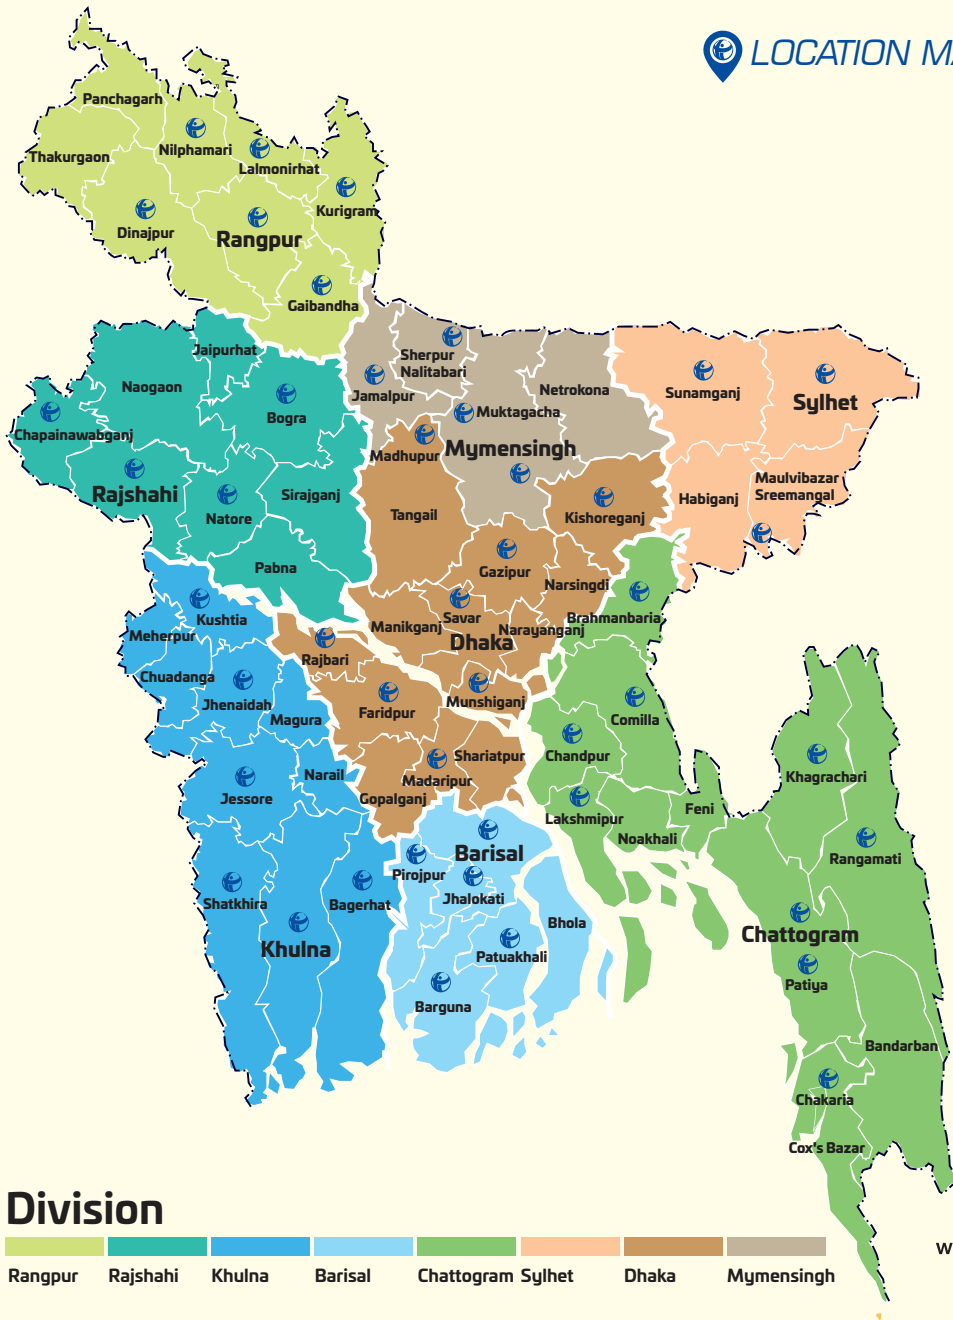 LOCATION MA
Panchagarh
Thakurgaon
Nilphamari
Lalmonirhat
Kurigram
Dinajpur
Rangpur
Gaibandha
Jaipurhat
Naogaon
Bogra
Chapainawabganj
Rajshahi
Natore
Sirajganj
Pabna
Sherpur
Nalitabari
Jamalpur
Netrokona
Muktagacha
Mymensingh
Sunamganj
Sylhet
Habiganj
Maulvibazar
Sreemangal
Madhupur
Tangail
Kishoreganj
Gazipur
Narsingdi
Savar
Manikganj
Narayanganj
Dhaka
Munshiganj
Rajbari
Faridpur
Shariatpur
Madaripur
Gopalganj
Kushtia
Meherpur
Chuadanga
Jhenaidah
Magura
Narail
Jessore
Shatkhira
Bagerhat
Khulna
Barisal
Pirojpur
Jhalokati
Bhola
Patuakhali
Barguna
Brahmanbaria
Comilla
Chandpur
Lakshmipur
Noakhali
Feni
Khagrachari
Rangamati
Chattogram
Patiya
Bandarban
Chakaria
Cox's Bazar
Division
Rangpur Rajshahi Khulna Barisal Chattogram Sylhet Dhaka Mymensingh
w